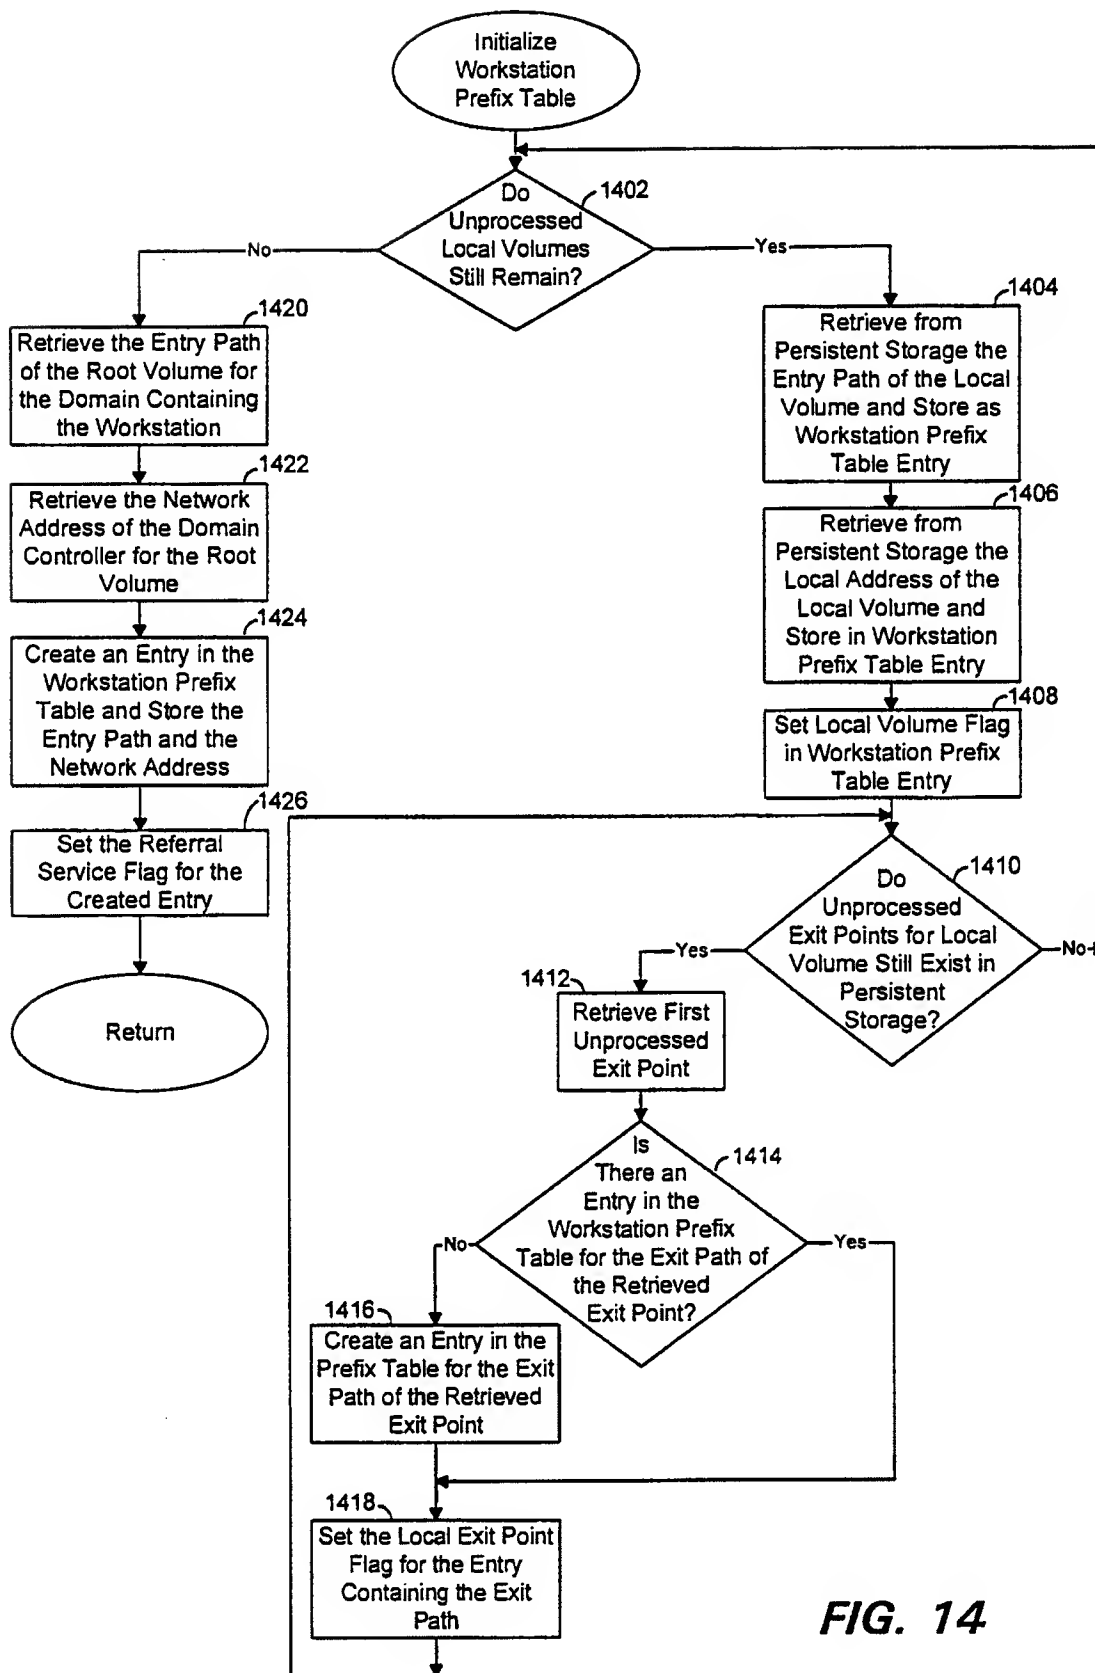 Initialize
Workstation
Prefix Table
1402
Do
Unprocessed
Local Volumes
Still Remain?
No
Yes
1420
Retrieve the Entry Path
of the Root Volume for
the Domain Containing
the Workstation
1422
Retrieve the Network
Address of the Domain
Controller for the Root
Volume
1424
Create an Entry in the
Workstation Prefix
Table and Store the
Entry Path and the
Network Address
1426
Set the Referral
Service Flag for the
Created Entry
Return
1404
Retrieve from
Persistent Storage the
Entry Path of the Local
Volume and Store as
Workstation Prefix
Table Entry
1406
Retrieve from
Persistent Storage the
Local Address of the
Local Volume and
Store in Workstation
Prefix Table Entry
1408
Set Local Volume Flag
in Workstation Prefix
Table Entry
1410
Do
Unprocessed
Exit Points for Local
Volume Still Exist in
Persistent
Storage?
Yes
No
1412
Retrieve First
Unprocessed
Exit Point
1414
Is
There an
Entry in the
Workstation Prefix
Table for the Exit Path of
the Retrieved
Exit Point?
No
Yes
1416
Create an Entry in the
Prefix Table for the Exit
Path of the Retrieved
Exit Point
1418
Set the Local Exit Point
Flag for the Entry
Containing the Exit
Path
FIG. 14